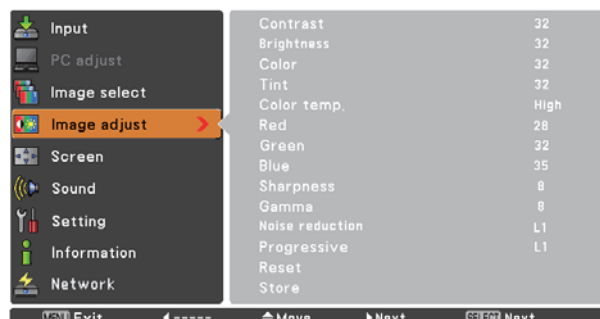 Input
PC adjust
Image select
Image adjust
Screen
Sound
Setting
Information
Network
Contrast 32
Brightness 32
Color 32
Tint 32
Color temp. High
Red 28
Green 32
Blue 35
Sharpness 8
Gamma 8
Noise reduction L1
Progressive L1
Reset
Store
MENU Exit ◀ ----- Move Next SELECT Next